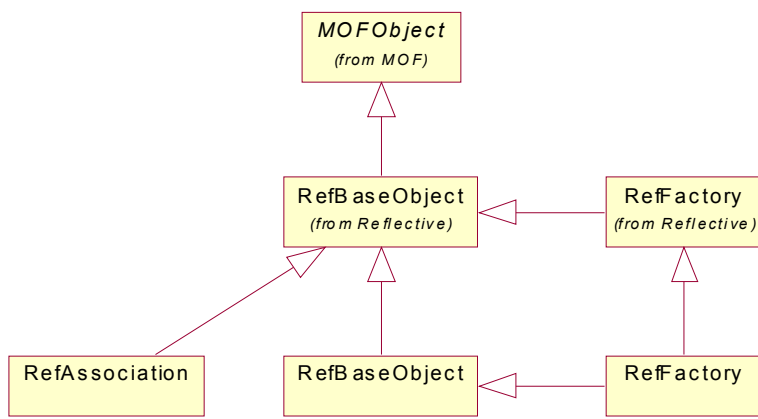 MOFObject
(from MOF)
RefBaseObject
(from Reflective)
RefFactory
(from Reflective)
RefAssociation
RefBaseObject
RefFactory